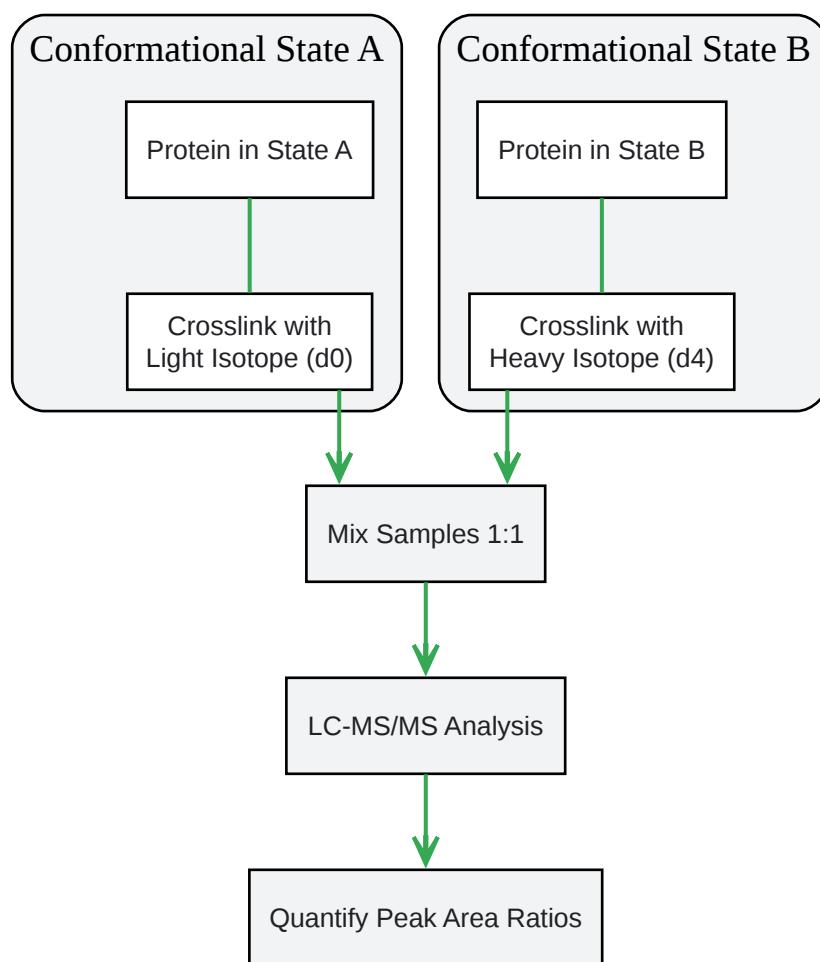 Conformational State A
Conformational State B
Protein in State A
Protein in State B
Crosslink with
Light Isotope (d0)
Crosslink with
Heavy Isotope (d4)
Mix Samples 1:1
LC-MS/MS Analysis
Quantify Peak Area Ratios